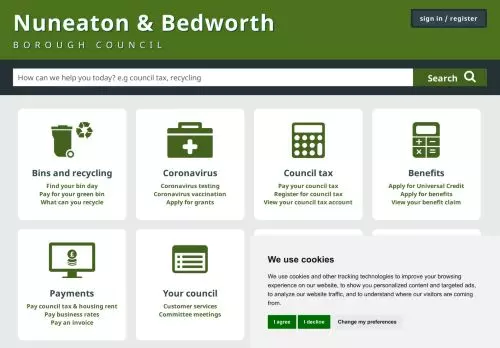 Nuneaton & Bedworth
BOROUGH COUNCIL
sign in / register
How can we help you today? e.g council tax, recycling
Search
Bins and recycling
Find your bin day
Pay for your green bin
What can you recycle
Coronavirus
Coronavirus testing
Coronavirus vaccination
Apply for grants
Council tax
Pay your council tax
Register for council tax
View your council tax account
Benefits
Apply for Universal Credit
Apply for benefits
View your benefit claim
Payments
Pay council tax & housing rent
Pay business rates
Pay an invoice
Your council
Customer services
Committee meetings
We use cookies
We use cookies and other tracking technologies to improve your browsing
experience on our website, to show you personalized content and targeted ads,
to analyze our website traffic, and to understand where our visitors are coming
from.
I agree
I decline
Change my preferences